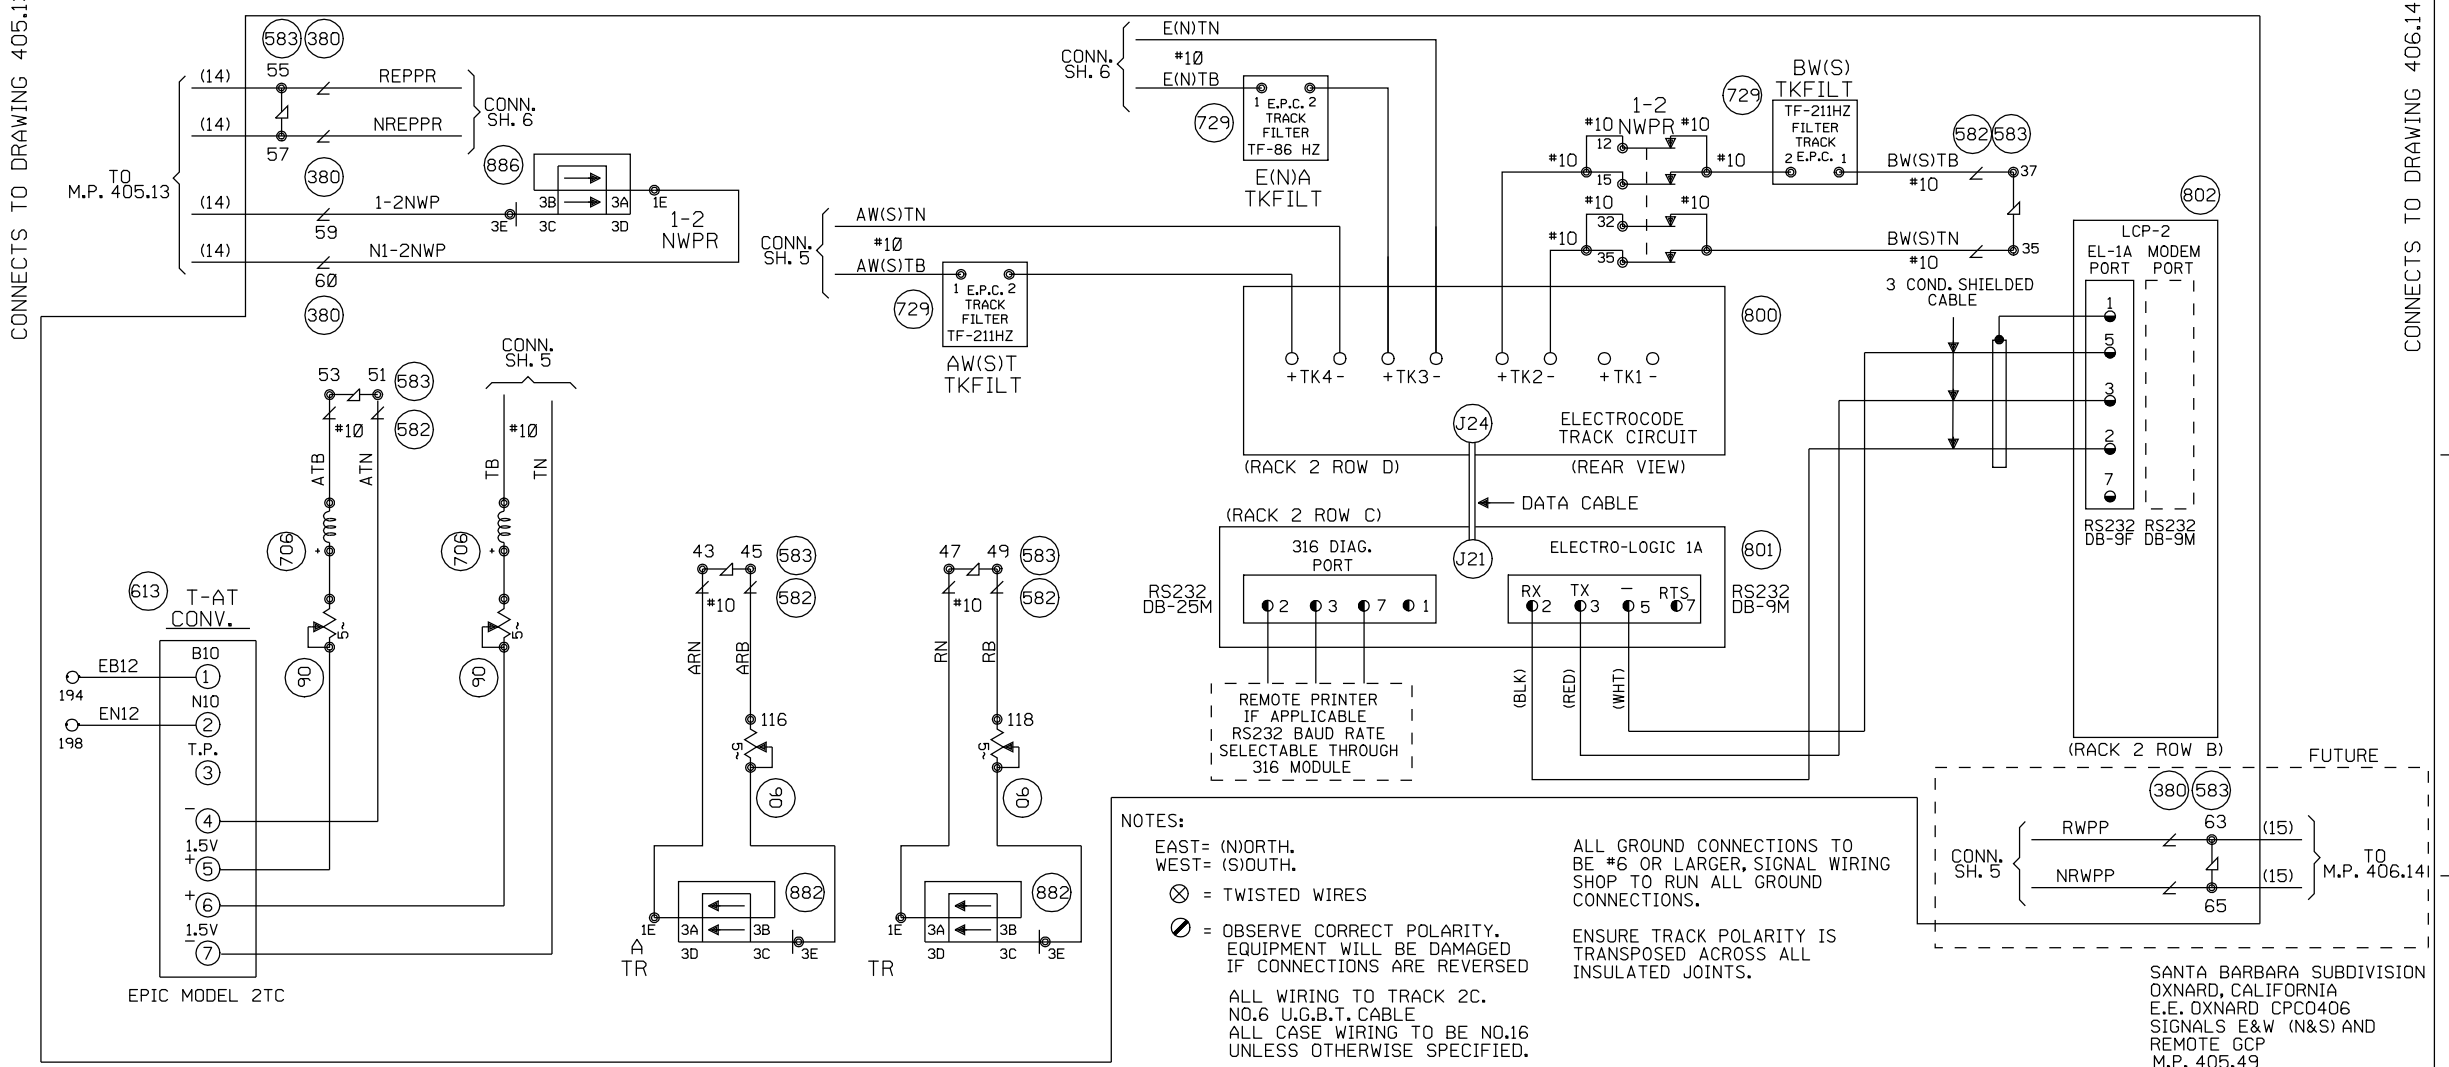 CONNECTS TO DRAWING 405.13
CONNECTS TO DRAWING 406.14
583 380
55
(14)
REPPR
(14)
NREPPR
57
CONN.
SH. 6
TO
M.P. 405.13
380
(14)
1-2NWP
59
(14)
N1-2NWP
60
380
886
3B
3A
1E
3E
3C
3D
1-2
NWPR
CONN.
SH. 6
E(N)TN
#10
E(N)TB
729
1 E.P.C. 2
TRACK
FILTER
TF-86 HZ
E(N)A
TKFILT
CONN.
SH. 5
AW(S)TN
#10
AW(S)TB
729
1 E.P.C. 2
TRACK
FILTER
TF-211HZ
AW(S)T
TKFILT
1-2
NWPR
#10
#10
12
#10
#10
15
#10
#10
32
#10
35
729
BW(S)
TKFILT
TF-211HZ
FILTER
TRACK
2 E.P.C. 1
582 583
BW(S)TB
37
#10
BW(S)TN
35
#10
3 COND. SHIELDED
CABLE
800
+TK4-
+TK3-
+TK2-
+TK1-
J24
ELECTROCODE
TRACK CIRCUIT
(RACK 2 ROW D)
(REAR VIEW)
DATA CABLE
(RACK 2 ROW C)
J21
316 DIAG.
PORT
ELECTRO-LOGIC 1A
801
RS232
DB-25M
2
3
7
1
RX
TX
–
RTS
2
3
5
7
RS232
DB-9M
(BLK)
(RED)
(WHT)
REMOTE PRINTER
IF APPLICABLE
RS232 BAUD RATE
SELECTABLE THROUGH
316 MODULE
802
LCP-2
EL-1A
PORT
MODEM
PORT
1
5
3
2
7
RS232
DB-9F
RS232
DB-9M
(RACK 2 ROW B)
53
51
583
582
#10
ATB
ATN
CONN.
SH. 5
#10
TB
TN
706
+
706
+
5~
5~
90
90
613
T-AT
CONV.
B10
EB12
1
194
N10
EN12
2
198
T.P.
3
–
4
1.5V
+
5
+
6
1.5V
–
7
EPIC MODEL 2TC
43
45
583
582
#10
ARN
ARB
116
5~
90
882
1E
3A
3B
3D
3C
3E
A
TR
47
49
583
582
#10
RN
RB
118
5~
90
882
1E
3A
3B
3D
3C
3E
TR
NOTES:
EAST= (N)ORTH.
WEST= (S)OUTH.
= TWISTED WIRES
= OBSERVE CORRECT POLARITY.
EQUIPMENT WILL BE DAMAGED
IF CONNECTIONS ARE REVERSED
ALL WIRING TO TRACK 2C.
NO.6 U.G.B.T. CABLE
ALL CASE WIRING TO BE NO.16
UNLESS OTHERWISE SPECIFIED.
ALL GROUND CONNECTIONS TO
BE #6 OR LARGER, SIGNAL WIRING
SHOP TO RUN ALL GROUND
CONNECTIONS.
ENSURE TRACK POLARITY IS
TRANSPOSED ACROSS ALL
INSULATED JOINTS.
FUTURE
380 583
63
RWPP
(15)
CONN.
SH. 5
NRWPP
(15)
65
TO
M.P. 406.14
SANTA BARBARA SUBDIVISION
OXNARD, CALIFORNIA
E.E. OXNARD CPCO406
SIGNALS E&W (N&S) AND
REMOTE GCP
M.P. 405.49